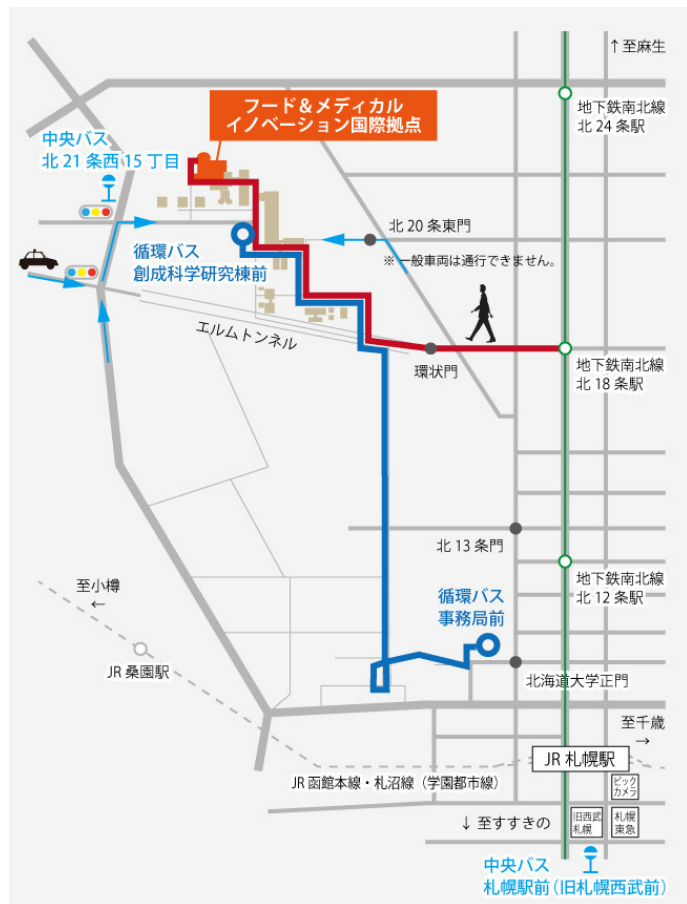 ↑至麻生
地下鉄南北線
北24条駅
フード＆メディカル
イノベーション国際拠点
中央バス
北21条西15丁目
北20条東門
※一般車両は通行できません。
循環バス
創成科学研究棟前
エルムトンネル
環状門
地下鉄南北線
北18条駅
北13条門
地下鉄南北線
北12条駅
至小樽
←
循環バス
事務局前
JR桑園駅
北海道大学正門
至千歳
→
JR札幌駅
JR函館本線・札沼線（学園都市線）
ビック
カメラ
↓至すすきの
旧西武
札幌
札幌
東急
中央バス
札幌駅前（旧札幌西武前）